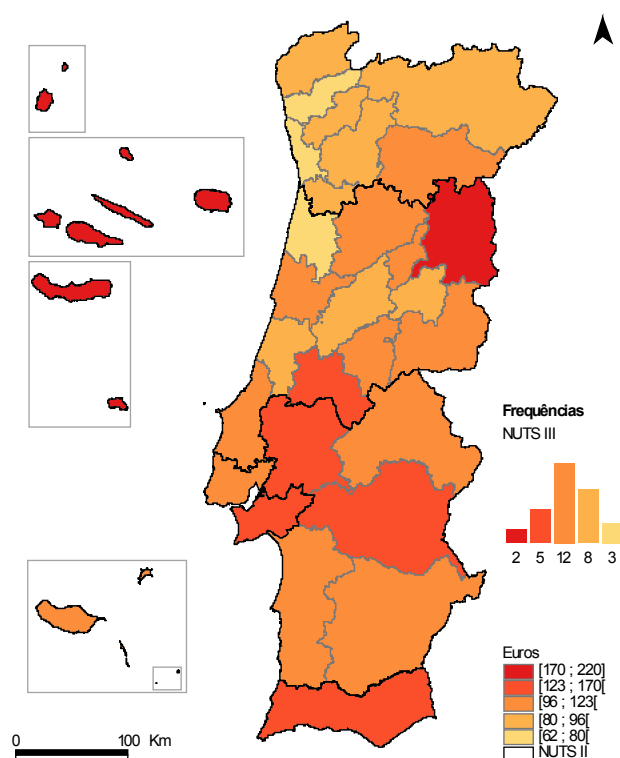 Frequências
NUTS III
2 5 12 8 3
Euros
[170 ; 220]
[123 ; 170[
[96 ; 123[
[80 ; 96[
[62 ; 80[
NUTS II
0 100 Km